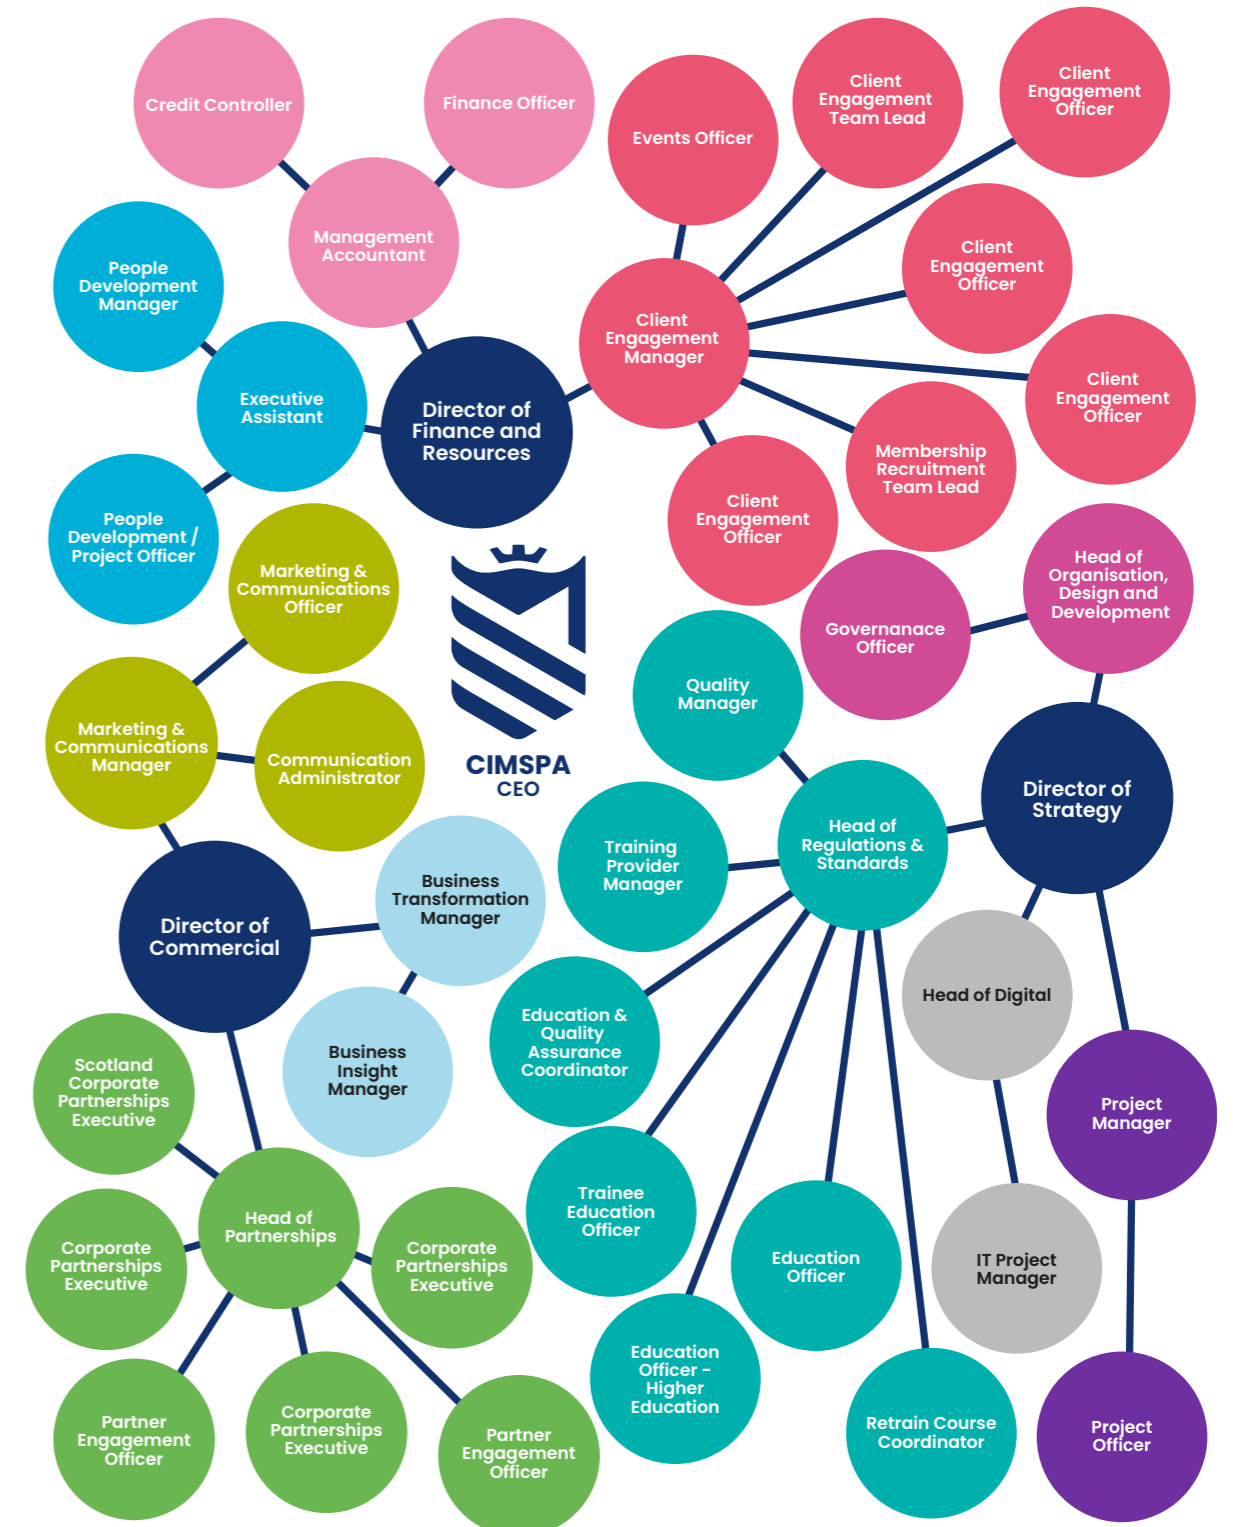 Credit Controller
Finance Officer
Events Officer
Client
Engagement
Team Lead
Client
Engagement
Officer
Management
Accountant
People
Development
Manager
Client
Engagement
Officer
Client
Engagement
Manager
Executive
Assistant
Director of
Finance and
Resources
Client
Engagement
Officer
Membership
Recruitment
Team Lead
Client
Engagement
Officer
People
Development /
Project Officer
Marketing &
Communications
Officer
Head of
Organisation,
Design and
Development
Governanace
Officer
Quality
Manager
Marketing &
Communications
Manager
Communication
Administrator
CIMSPA
CEO
Director of
Strategy
Head of
Regulations &
Standards
Training
Provider
Manager
Business
Transformation
Manager
Director of
Commercial
Head of Digital
Education &
Quality
Assurance
Coordinator
Business
Insight
Manager
Scotland
Corporate
Partnerships
Executive
Project
Manager
Trainee
Education
Officer
Head of
Partnerships
Corporate
Partnerships
Executive
Corporate
Partnerships
Executive
Education
Officer
IT Project
Manager
Education
Officer -
Higher
Education
Partner
Engagement
Officer
Corporate
Partnerships
Executive
Partner
Engagement
Officer
Retrain Course
Coordinator
Project
Officer